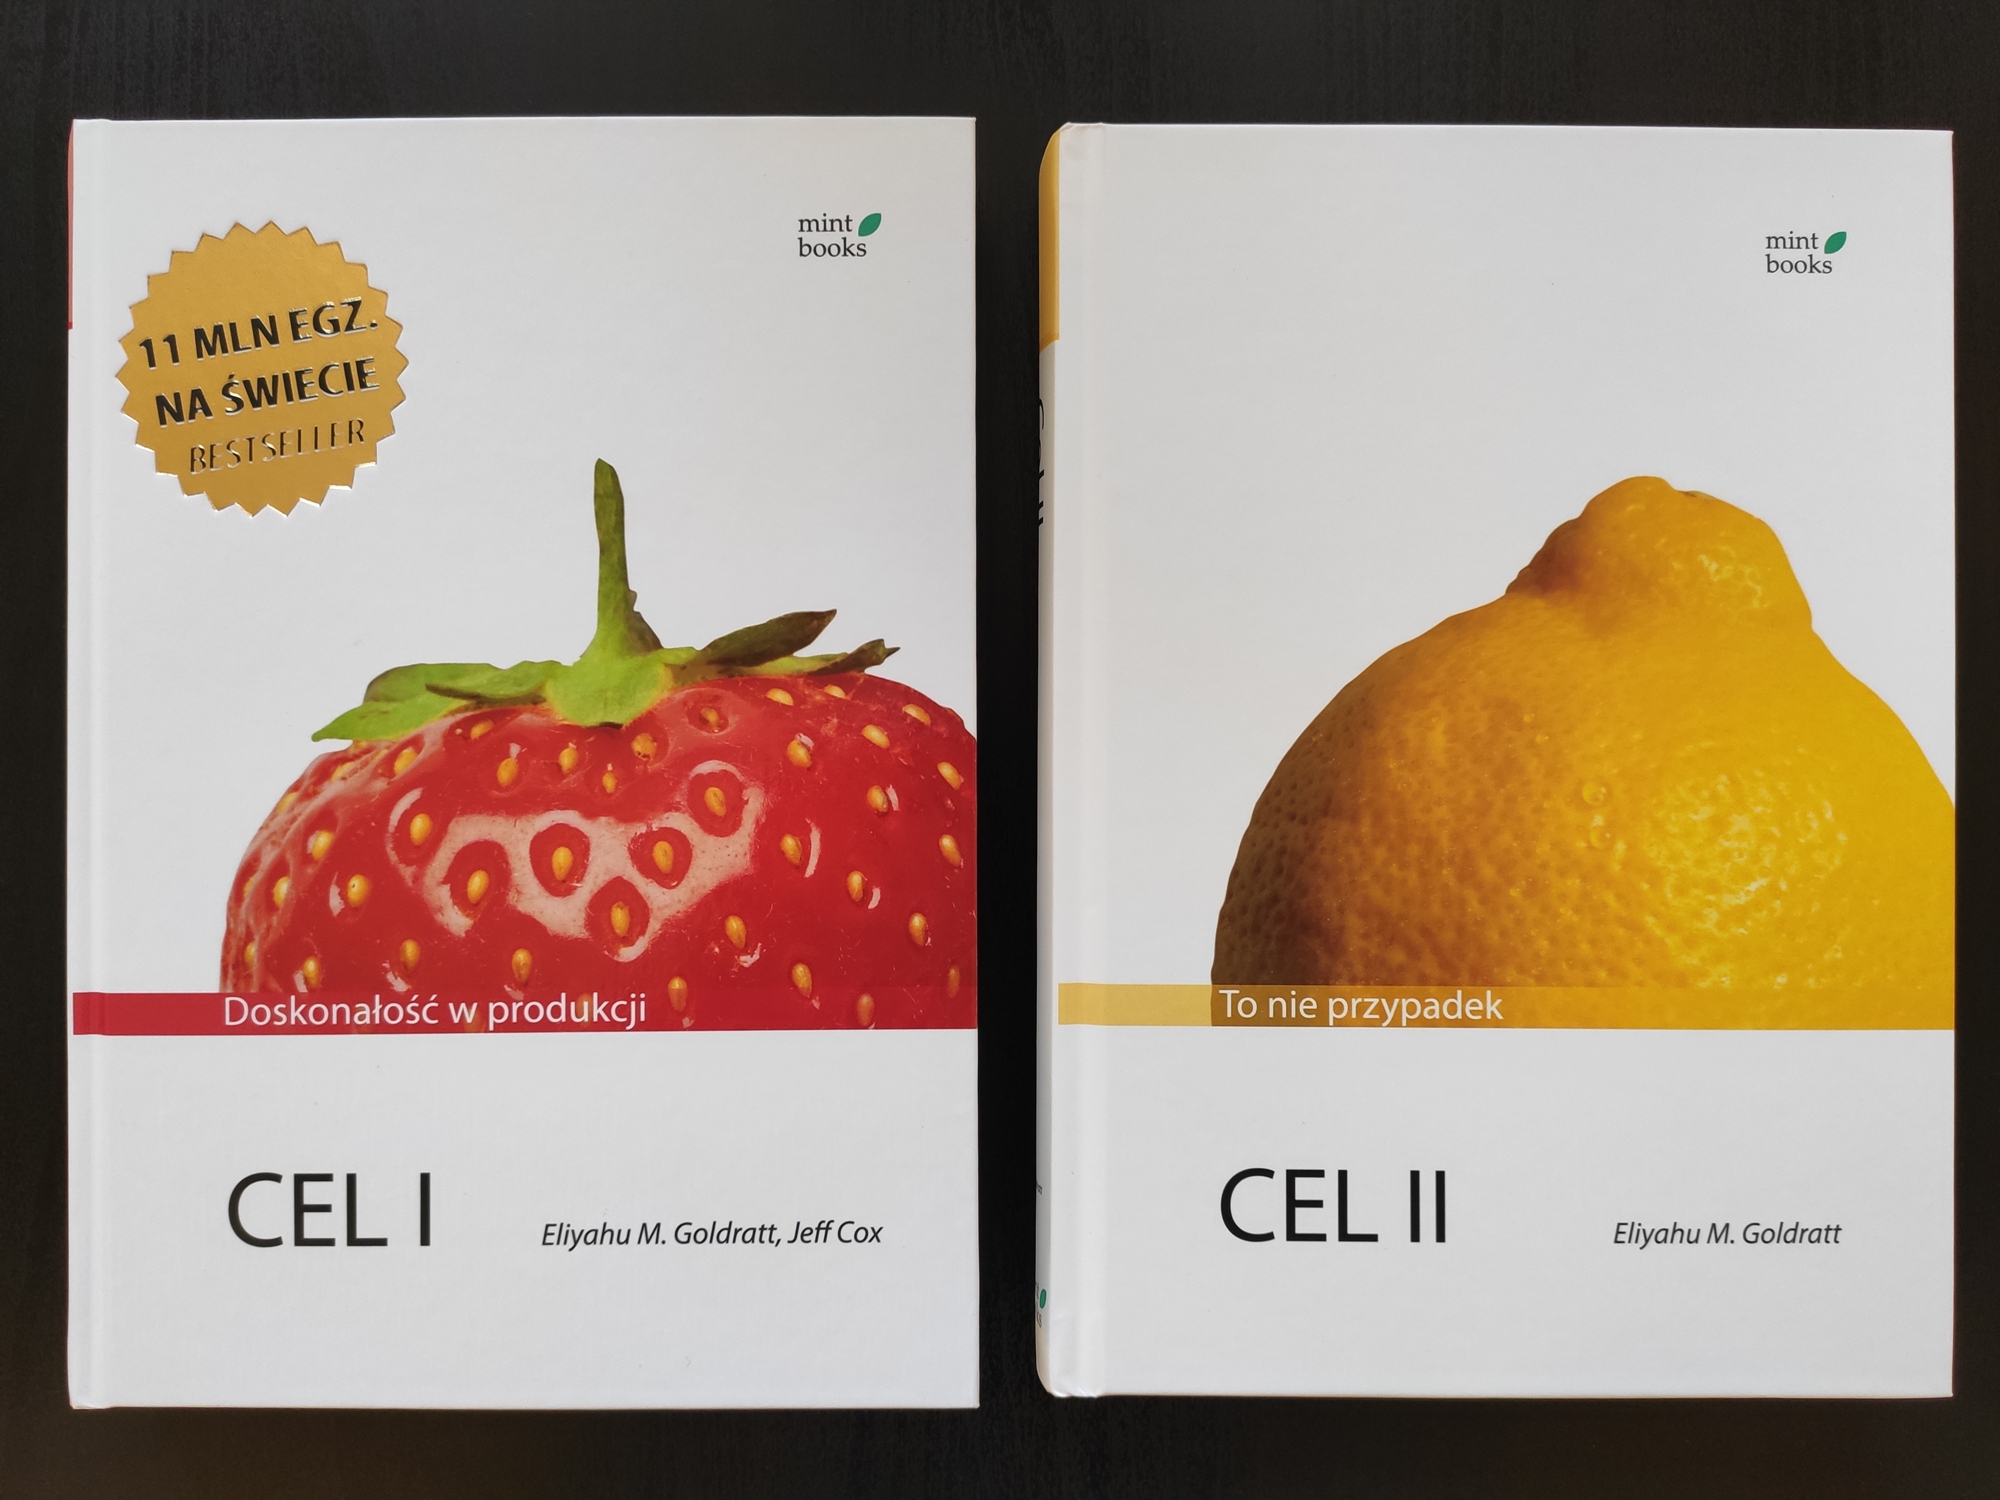 11 MLN EGZ.
NA ŚWIECIE
BESTSELLER
mint
books
Doskonałość w produkcji
CEL I
Eliyahu M. Goldratt, Jeff Cox
mint
books
To nie przypadek
CEL II
Eliyahu M. Goldratt